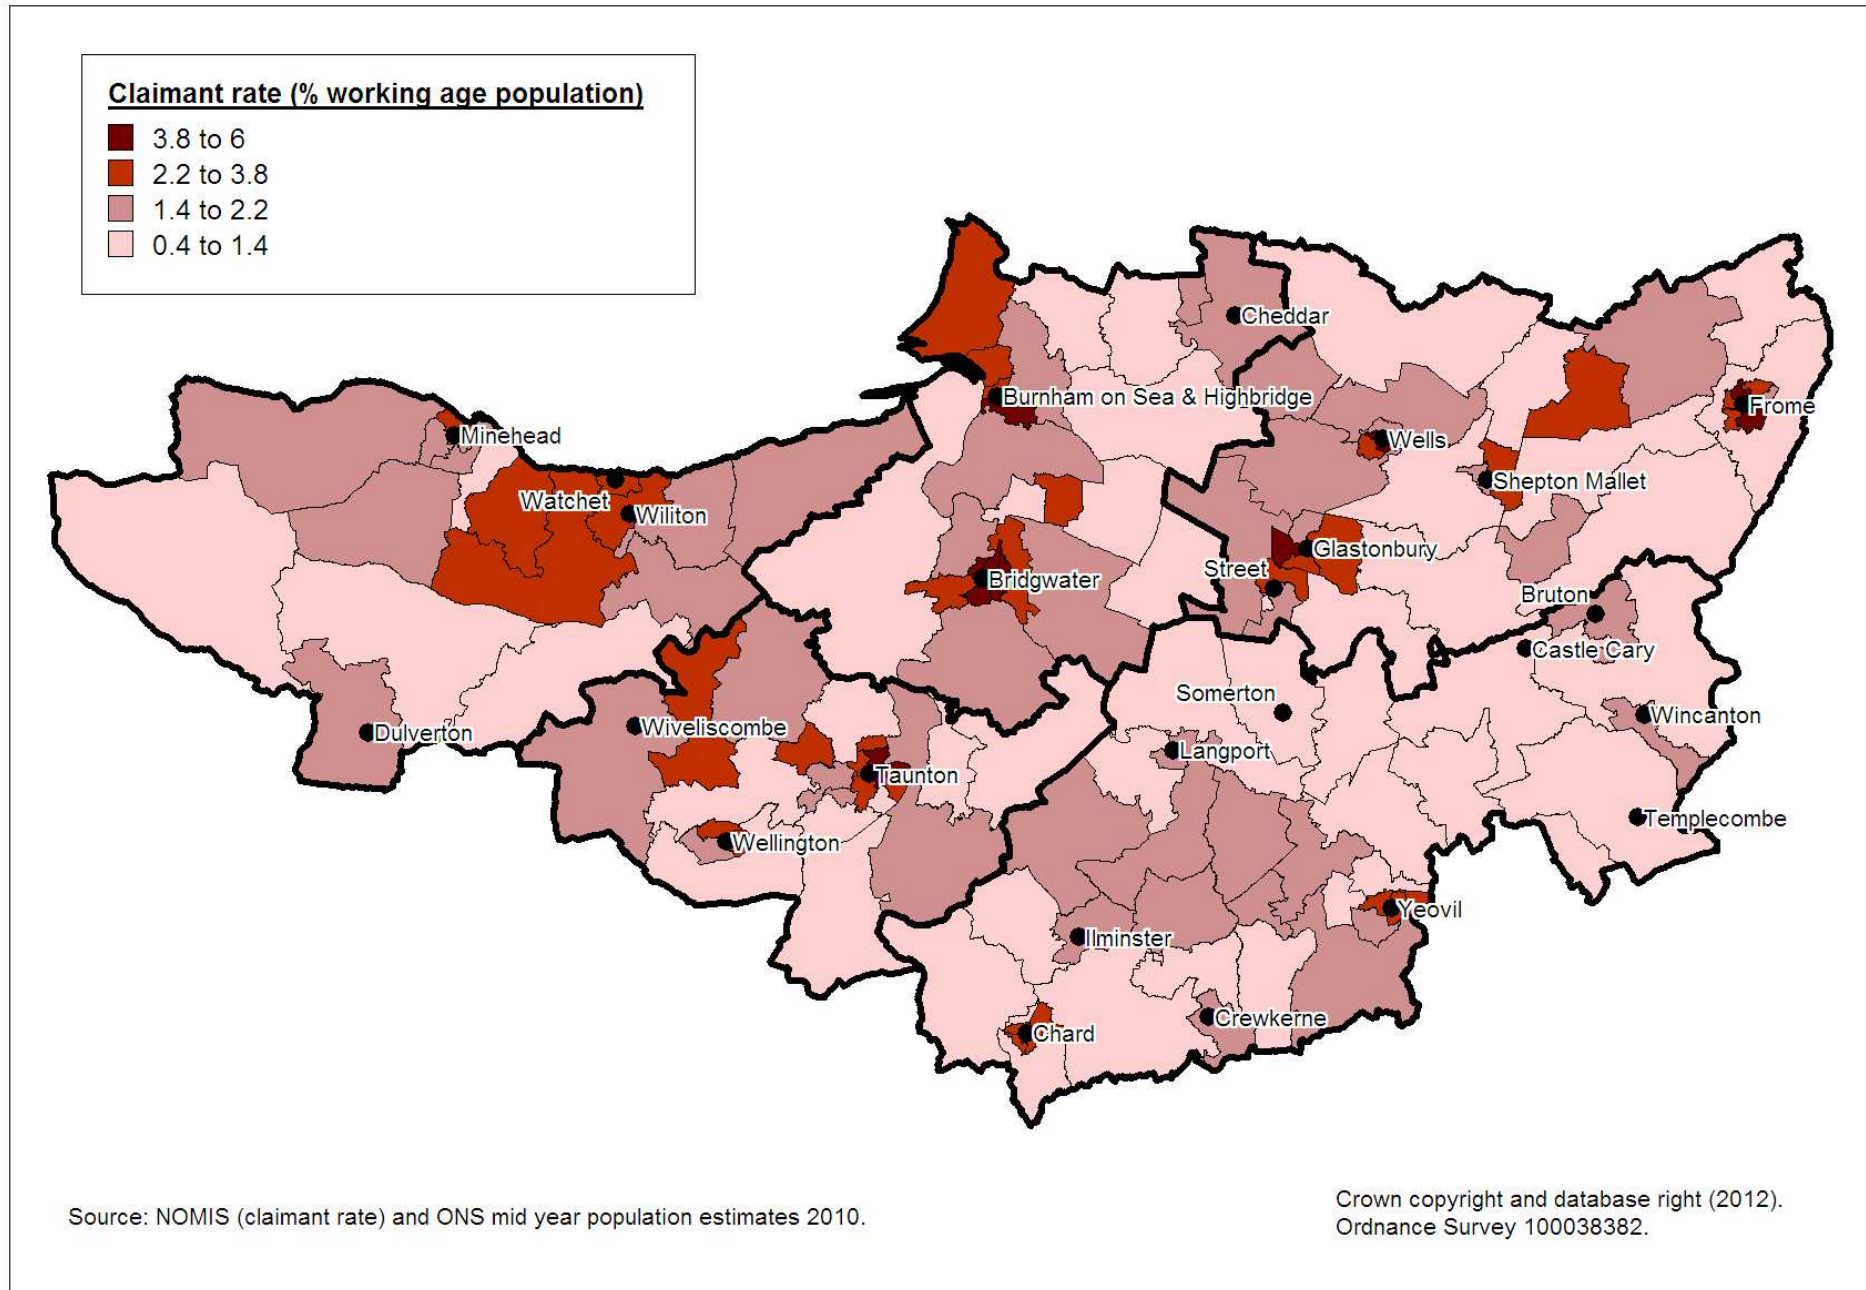 Claimant rate (% working age population)
3.8 to 6
2.2 to 3.8
1.4 to 2.2
0.4 to 1.4
Cheddar
Burnham on Sea & Highbridge
Frome
Minehead
Wells
Shepton Mallet
Watchet
Wiliton
Glastonbury
Street
Bridgwater
Bruton
Castle Cary
Somerton
Wincanton
Wiveliscombe
Dulverton
Langport
Taunton
Templecombe
Wellington
Yeovil
Ilminster
Crewkerne
Chard
Source: NOMIS (claimant rate) and ONS mid year population estimates 2010.
Crown copyright and database right (2012).
Ordnance Survey 100038382.